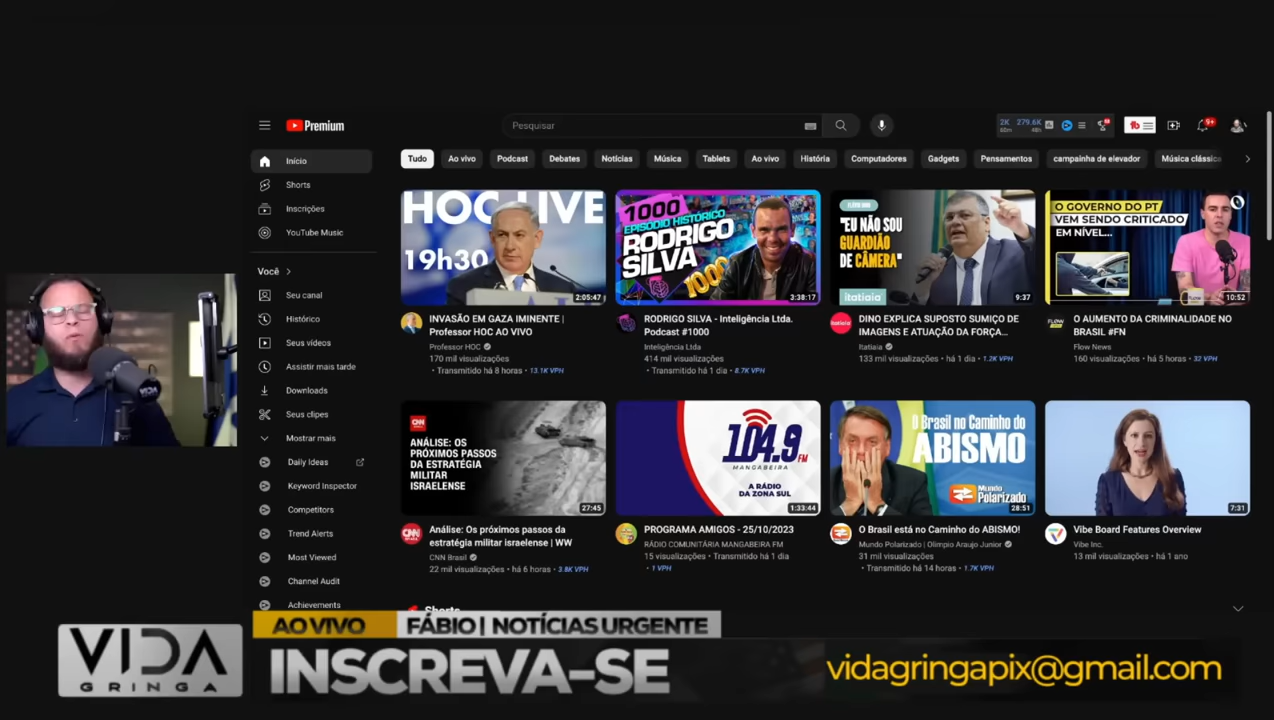 Premium
Pesquisar
2K 279.6K
60m 48h
9+
Tudo
Ao vivo
Podcast
Debates
Notícias
Música
Tablets
Ao vivo
História
Computadores
Gadgets
Pensamentos
campainha de elevador
Música clássica
Início
Shorts
Inscrições
YouTube Music
Você
Seu canal
Histórico
Seus vídeos
Assistir mais tarde
Downloads
Seus clipes
Mostrar mais
Daily Ideas
Keyword Inspector
Competitors
Trend Alerts
Most Viewed
Channel Audit
Achievements
HOC LIVE
19h30
2:05:47
INVASÃO EM GAZA IMINENTE |
Professor HOC AO VIVO
Professor HOC
170 mil visualizações
• Transmitido há 8 horas • 13.1K VPH
1000
EPISÓDIO HISTÓRICO
RODRIGO
SILVA
1000
3:38:17
RODRIGO SILVA - Inteligência Ltda.
Podcast #1000
Inteligência Ltda
414 mil visualizações
• Transmitido há 1 dia • 8.7K VPH
"EU NÃO SOU
GUARDIÃO
DE CÂMERA"
itatiaia
9:37
DINO EXPLICA SUPOSTO SUMIÇO DE
IMAGENS E ATUAÇÃO DA FORÇA...
Itatiaia
133 mil visualizações • há 1 dia • 1.2K VPH
O GOVERNO DO PT
VEM SENDO CRITICADO
EM NÍVEL...
10:52
FLOW
O AUMENTO DA CRIMINALIDADE NO
BRASIL #FN
Flow News
160 visualizações • há 5 horas • 32 VPH
CNN
ANÁLISE: OS
PRÓXIMOS PASSOS
DA ESTRATÉGIA
MILITAR
ISRAELENSE
27:45
CNN
Análise: Os próximos passos da
estratégia militar israelense | WW
CNN Brasil
22 mil visualizações • há 6 horas • 3.8K VPH
104.9 FM
MANGABEIRA
A RÁDIO
DA ZONA SUL
1:33:44
PROGRAMA AMIGOS - 25/10/2023
RÁDIO COMUNITÁRIA MANGABEIRA FM
15 visualizações • Transmitido há 1 dia
• 1 VPH
O Brasil no Caminho do
ABISMO
Mundo
Polarizado
28:51
O Brasil está no Caminho do ABISMO!
Mundo Polarizado | Olimpio Araujo Junior
31 mil visualizações
• Transmitido há 14 horas • 1.7K VPH
7:31
Vibe Board Features Overview
Vibe Inc.
13 mil visualizações • há 1 ano
Shorts
VIDA
VIDA
GRINGA
AO VIVO
FÁBIO | NOTÍCIAS URGENTE
INSCREVA-SE
vidagringapix@gmail.com